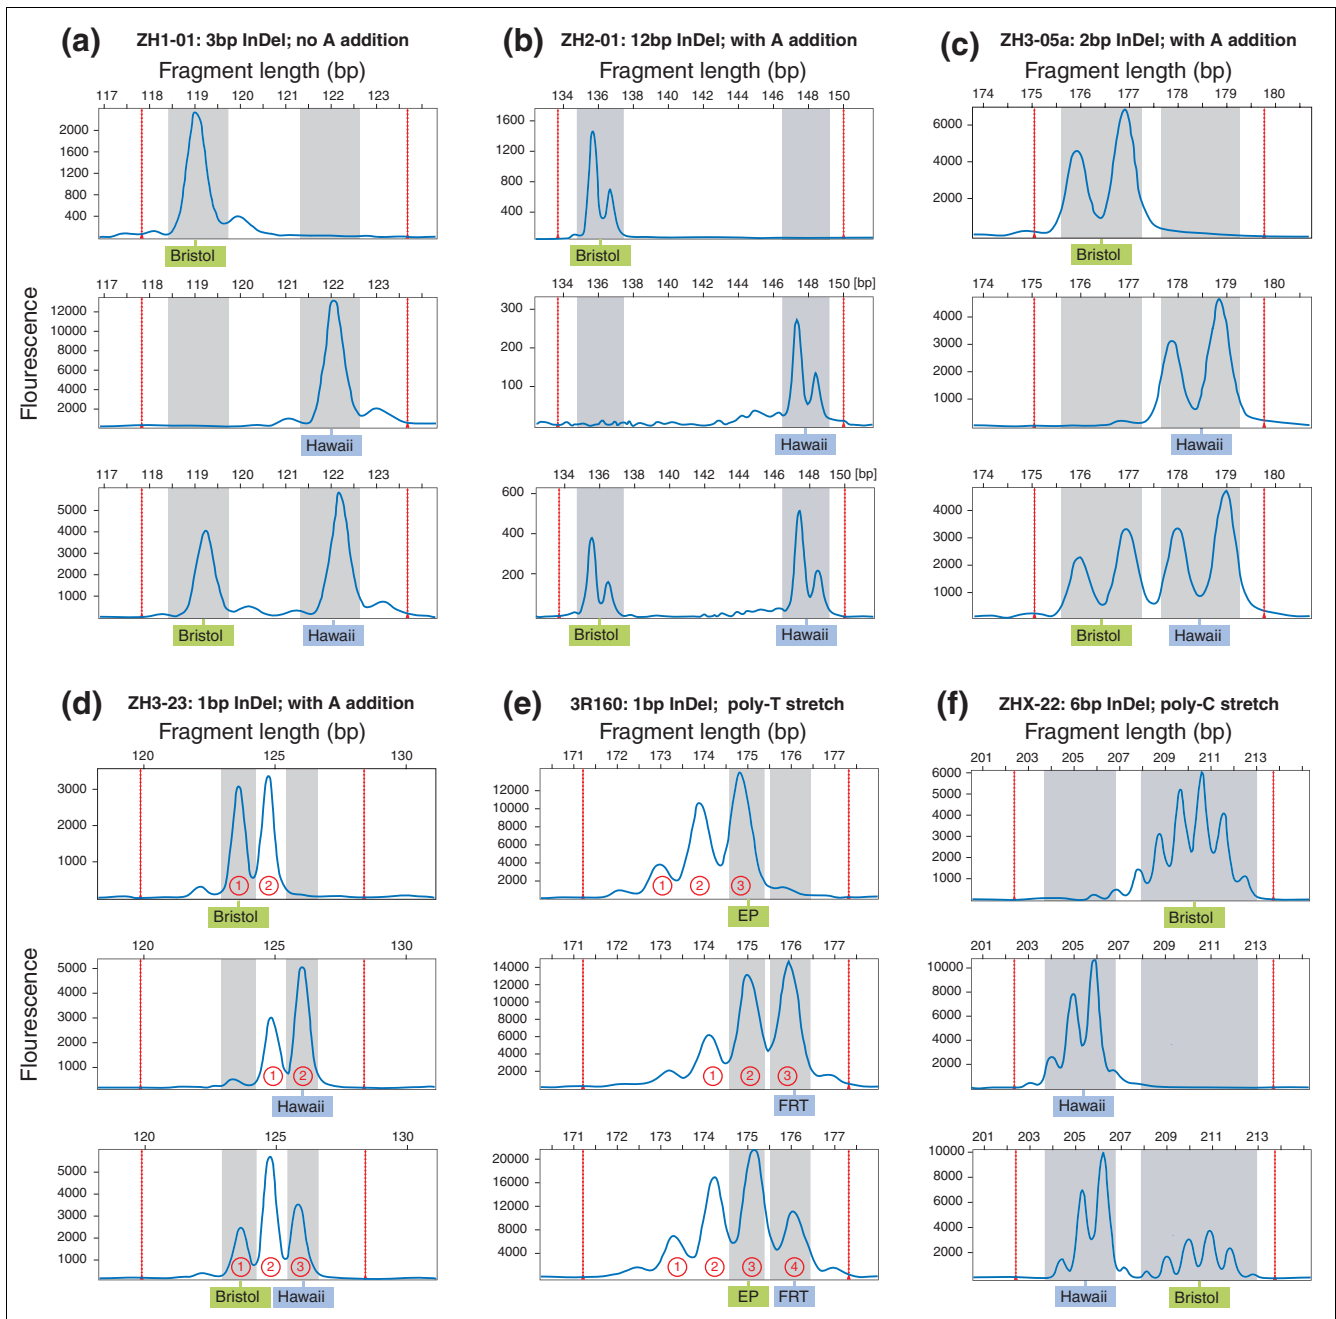 (a) ZH1-01: 3bp InDel; no A addition
Fragment length (bp)
117 118 119 120 121 122 123
2000
1600
1200
800
400
Bristol
117 118 119 120 121 122 123
12000
10000
8000
6000
4000
2000
Hawaii
Flourescence
117 118 119 120 121 122 123
5000
4000
3000
2000
1000
Bristol Hawaii
(b) ZH2-01: 12bp InDel; with A addition
Fragment length (bp)
134 136 138 140 142 144 146 148 150
1600
1200
800
400
Bristol
134 136 138 140 142 144 146 148 150 [bp]
300
200
100
Hawaii
134 136 138 140 142 144 146 148 150 [bp]
600
400
200
Bristol Hawaii
(c) ZH3-05a: 2bp InDel; with A addition
Fragment length (bp)
174 175 176 177 178 179 180
6000
4000
2000
Bristol
174 175 176 177 178 179 180
4000
3000
2000
1000
Hawaii
174 175 176 177 178 179 180
4000
3000
2000
1000
Bristol Hawaii
(d) ZH3-23: 1bp InDel; with A addition
Fragment length (bp)
120 125 130
3000
2000
1000
1 2
Bristol
120 125 130
5000
4000
3000
2000
1000
1 2
Hawaii
Flourescence
120 125 130
5000
4000
3000
2000
1000
1 2 3
Bristol Hawaii
(e) 3R160: 1bp InDel; poly-T stretch
Fragment length (bp)
171 172 173 174 175 176 177
12000
10000
8000
6000
4000
2000
1 2 3
EP
171 172 173 174 175 176 177
14000
12000
10000
8000
6000
4000
2000
1 2 3
FRT
171 172 173 174 175 176 177
20000
16000
12000
8000
4000
1 2 3 4
EP FRT
(f) ZHX-22: 6bp InDel; poly-C stretch
Fragment length (bp)
201 203 205 207 209 211 213
6000
5000
4000
3000
2000
1000
Bristol
201 203 205 207 209 211 213
10000
8000
6000
4000
2000
Hawaii
201 203 205 207 209 211 213
10000
8000
6000
4000
2000
Hawaii Bristol